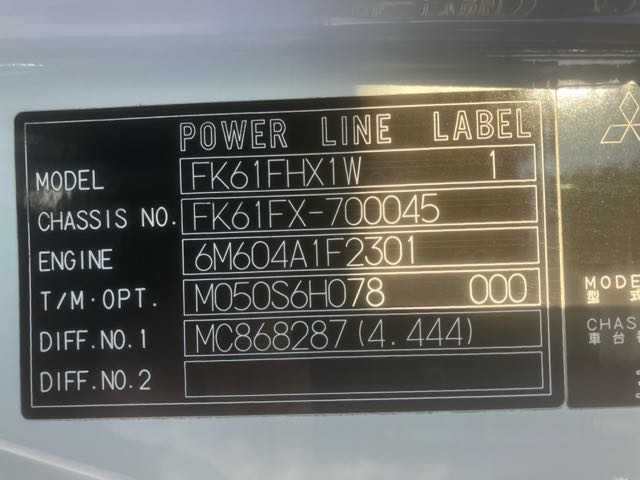 POWER LINE LABEL
MODEL FK61FHX1W 1
CHASSIS NO. FK61FX-700045
ENGINE 6M604A1F2301
T/M·OPT. M050S6H078 000
DIFF.NO.1 MC868287(4.444)
DIFF.NO.2
MODE
型式
CHAS
車台番